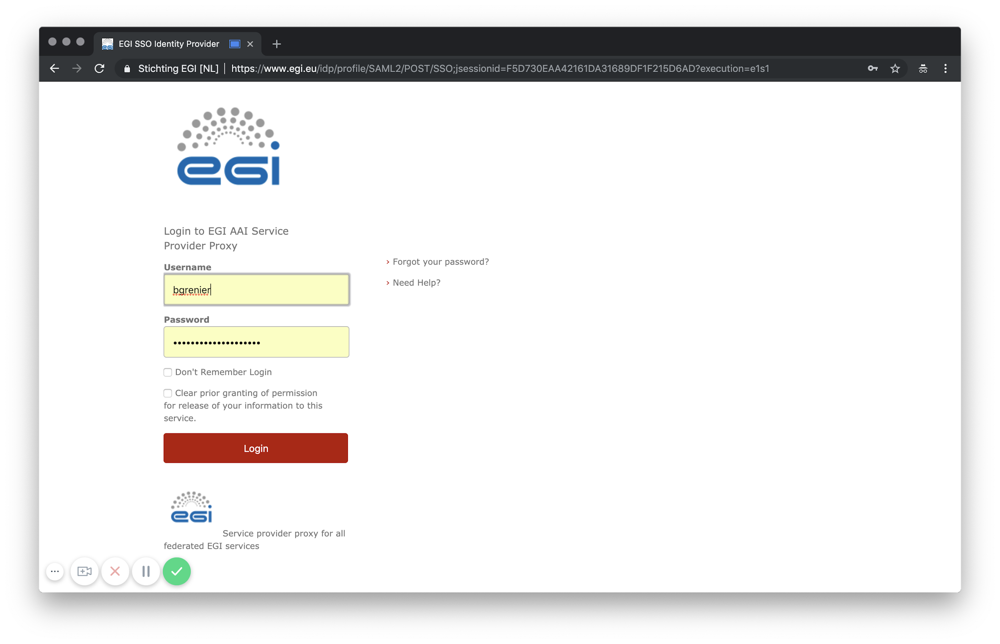 EGI SSO Identity Provider
Stichting EGI [NL] | https://www.egi.eu/idp/profile/SAML2/POST/SSO;jsessionid=F5D730EAA42161DA31689DF1F215D6AD?execution=e1s1
egi
Login to EGI AAI Service
Provider Proxy
Username
bgrenier
Password
Don't Remember Login
Clear prior granting of permission
for release of your information to this
service.
Login
Forgot your password?
Need Help?
egi
Service provider proxy for all
federated EGI services